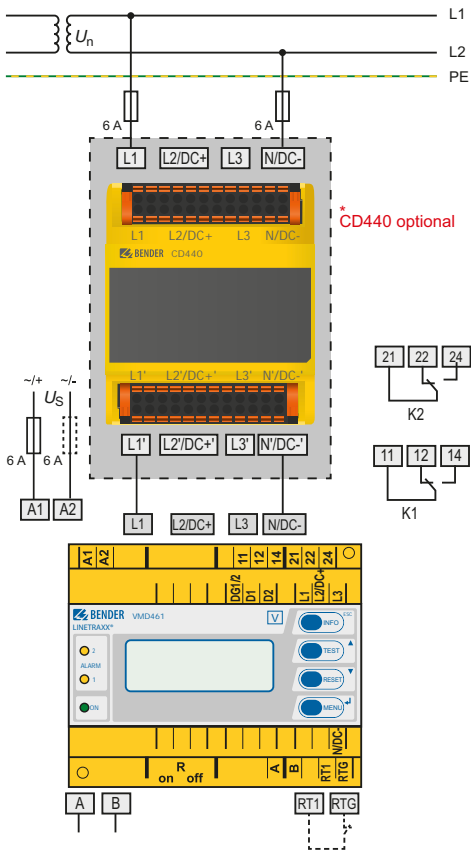 L1
Un
L2
PE
6 A 6 A
L1 L2/DC+ L3 N/DC-
*
CD440 optional
L1 L2/DC+ L3 N/DC-
BENDER CD440
21 22 24
K2
L1' L2'/DC+' L3' N'/DC-'
~/+ ~/-
US
L1' L2'/DC+' L3' N'/DC-'
11 12 14
6 A 6 A
K1
A1 A2
L1 L2/DC+ L3 N/DC-
A1 A2 11 12 14 21 22 24
DG1/2 D1 D2 L1 L2/DC+ L3
BENDER VMD461 V INFO ESC
LINETRAXX®
2 TEST
ALARM
1 RESET
ON MENU
N/DC-
R
on off A B RT1 RTG
A B RT1 RTG